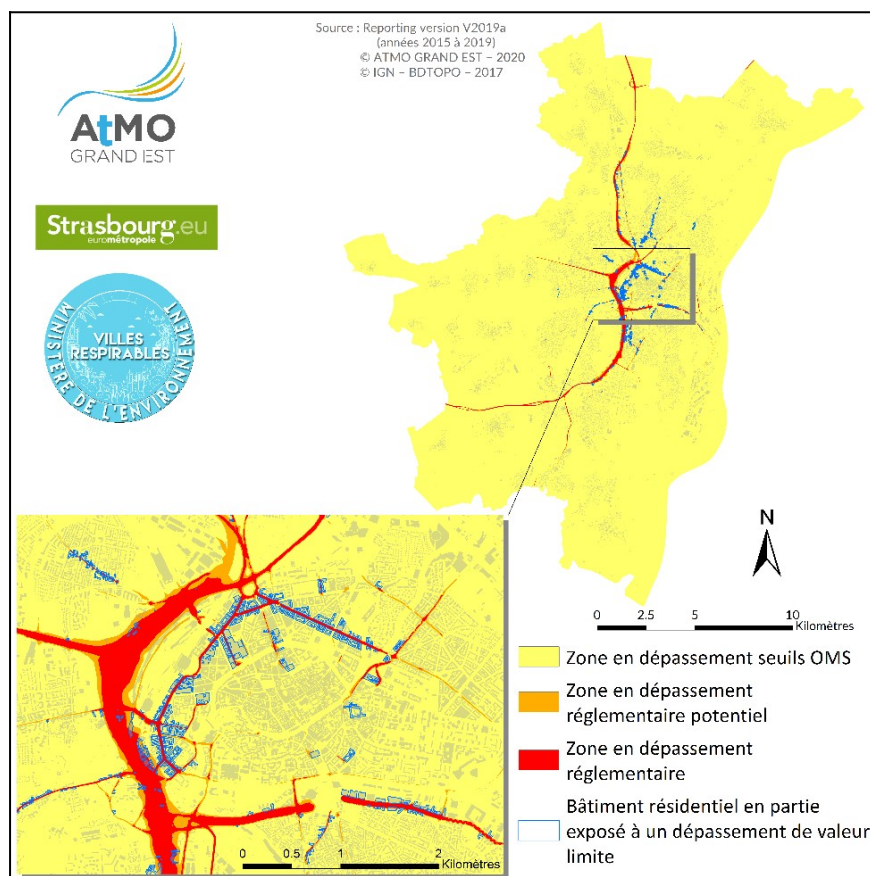 Source : Reporting version V2019a
(années 2015 à 2019)
© ATMO GRAND EST – 2020
© IGN – BDTOPO – 2017
AtMO
GRAND EST
Strasbourg.eu
eurométropole
VILLES
RESPIRABLES
MINISTÈRE DE L'ENVIRONNEMENT
N
0 2.5 5 10
Kilomètres
Zone en dépassement seuils OMS
Zone en dépassement
réglementaire potentiel
Zone en dépassement
réglementaire
Bâtiment résidentiel en partie
exposé à un dépassement de valeur
limite
0 0.5 1 2
Kilomètres